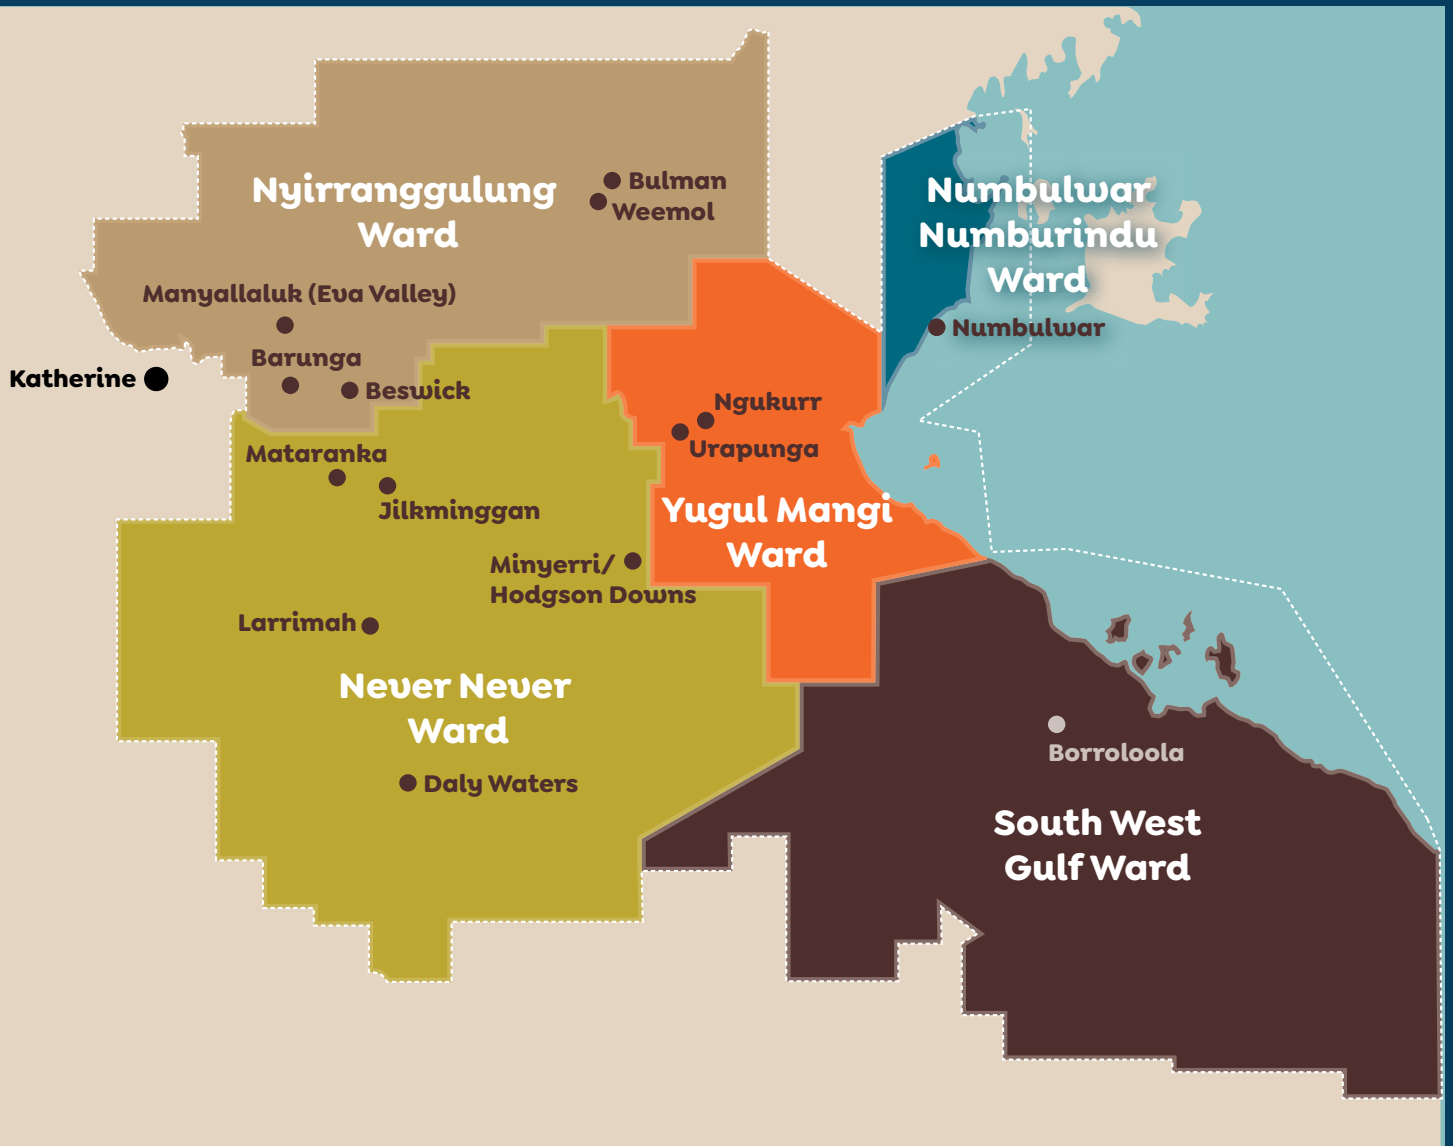 Nyirranggulung
Ward
Bulman
Weemol
Manyallaluk (Eva Valley)
Barunga
Katherine
Beswick
Numbulwar
Numburindu
Ward
Numbulwar
Ngukurr
Urapunga
Yugul Mangi
Ward
Mataranka
Jilkminggan
Minyerri/
Hodgson Downs
Larrimah
Never Never
Ward
Daly Waters
Borroloola
South West
Gulf Ward